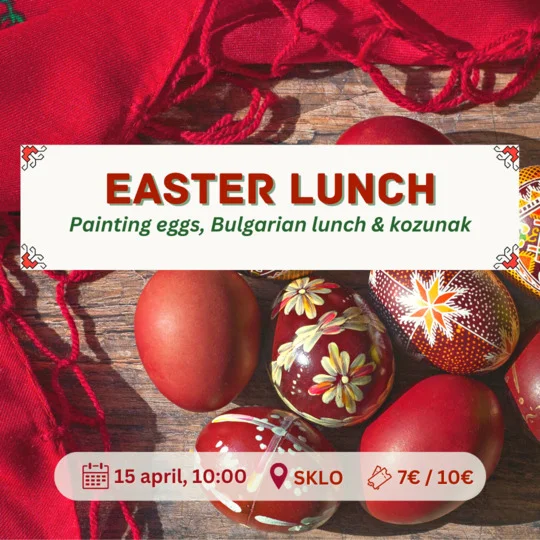 EASTER LUNCH
Painting eggs, Bulgarian lunch & kozunak
15 april, 10:00 SKLO 7€ / 10€